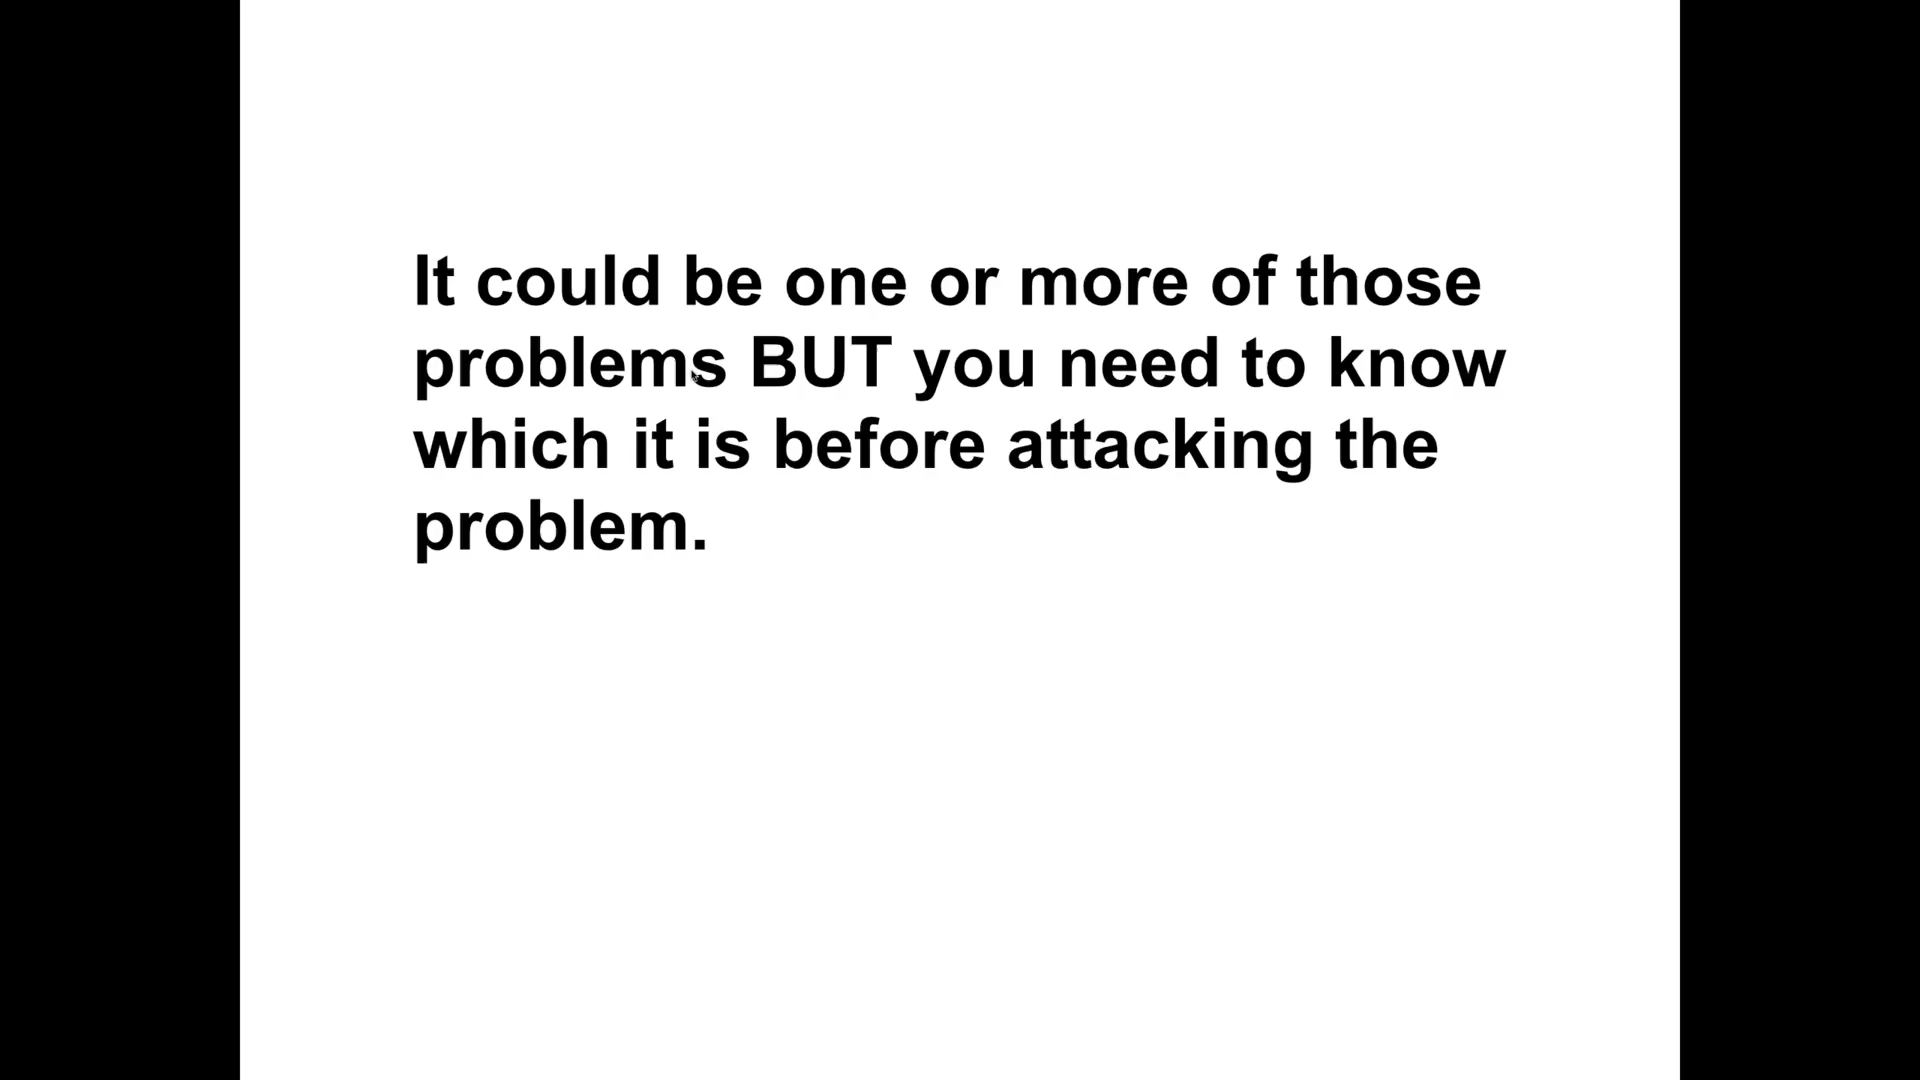 It could be one or more of those
problems BUT you need to know
which it is before attacking the
problem.